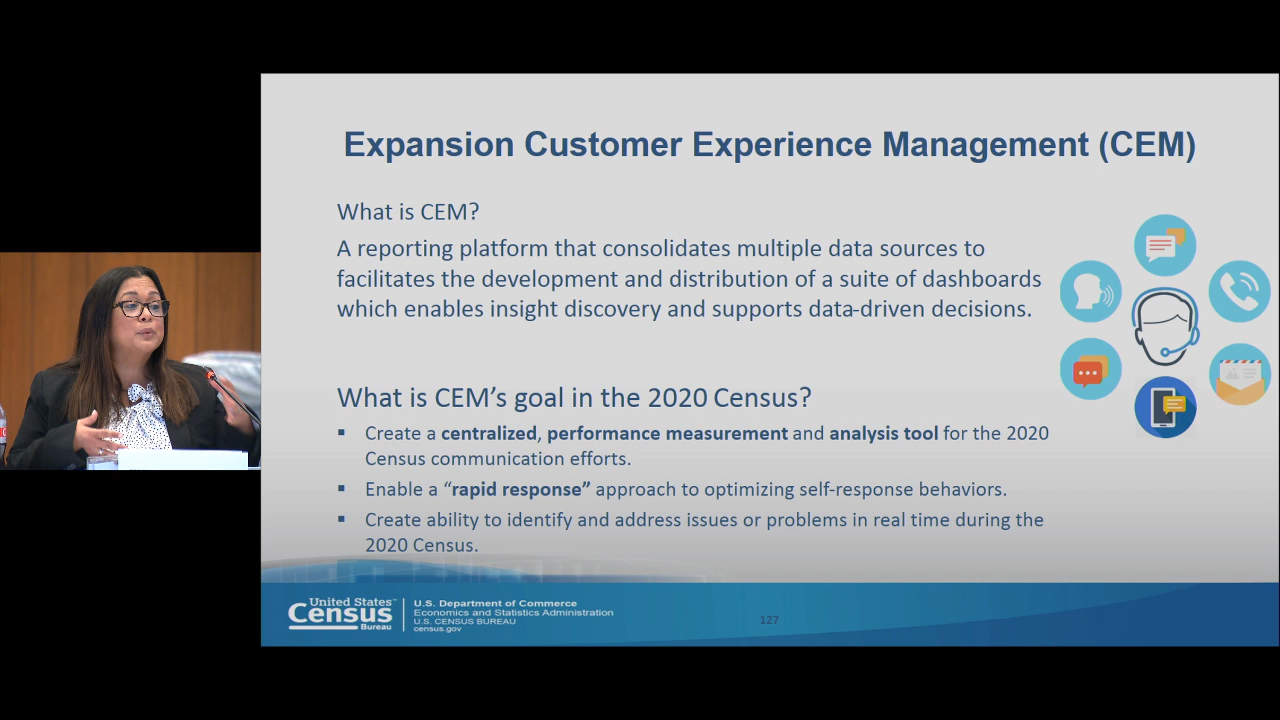 Expansion Customer Experience Management (CEM)
What is CEM?
A reporting platform that consolidates multiple data sources to
facilitates the development and distribution of a suite of dashboards
which enables insight discovery and supports data-driven decisions.
What is CEM's goal in the 2020 Census?
▪ Create a centralized, performance measurement and analysis tool for the 2020
Census communication efforts.
▪ Enable a “rapid response” approach to optimizing self-response behaviors.
▪ Create ability to identify and address issues or problems in real time during the
2020 Census.
United States™
Census
Bureau
U.S. Department of Commerce
Economics and Statistics Administration
U.S. CENSUS BUREAU
census.gov
127